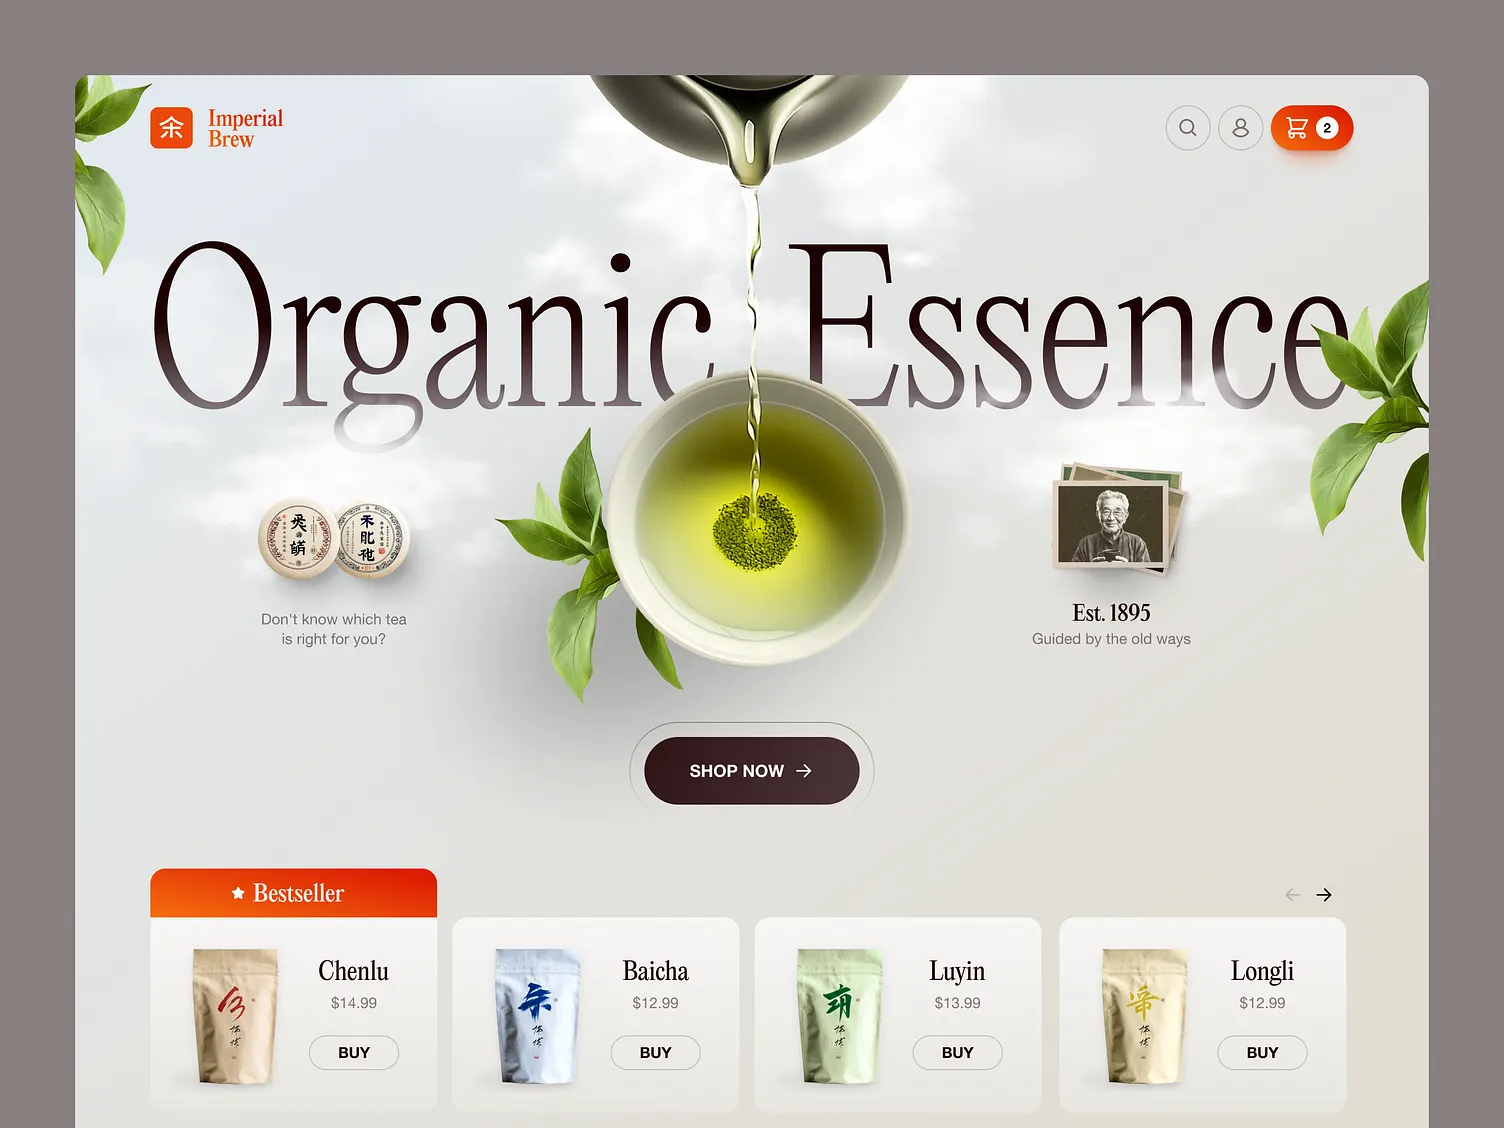 Imperial
Brew
2
Organic Essence
Don't know which tea
is right for you?
Est. 1895
Guided by the old ways
SHOP NOW
Bestseller
Chenlu
$14.99
BUY
Baicha
$12.99
BUY
Luyin
$13.99
BUY
Longli
$12.99
BUY